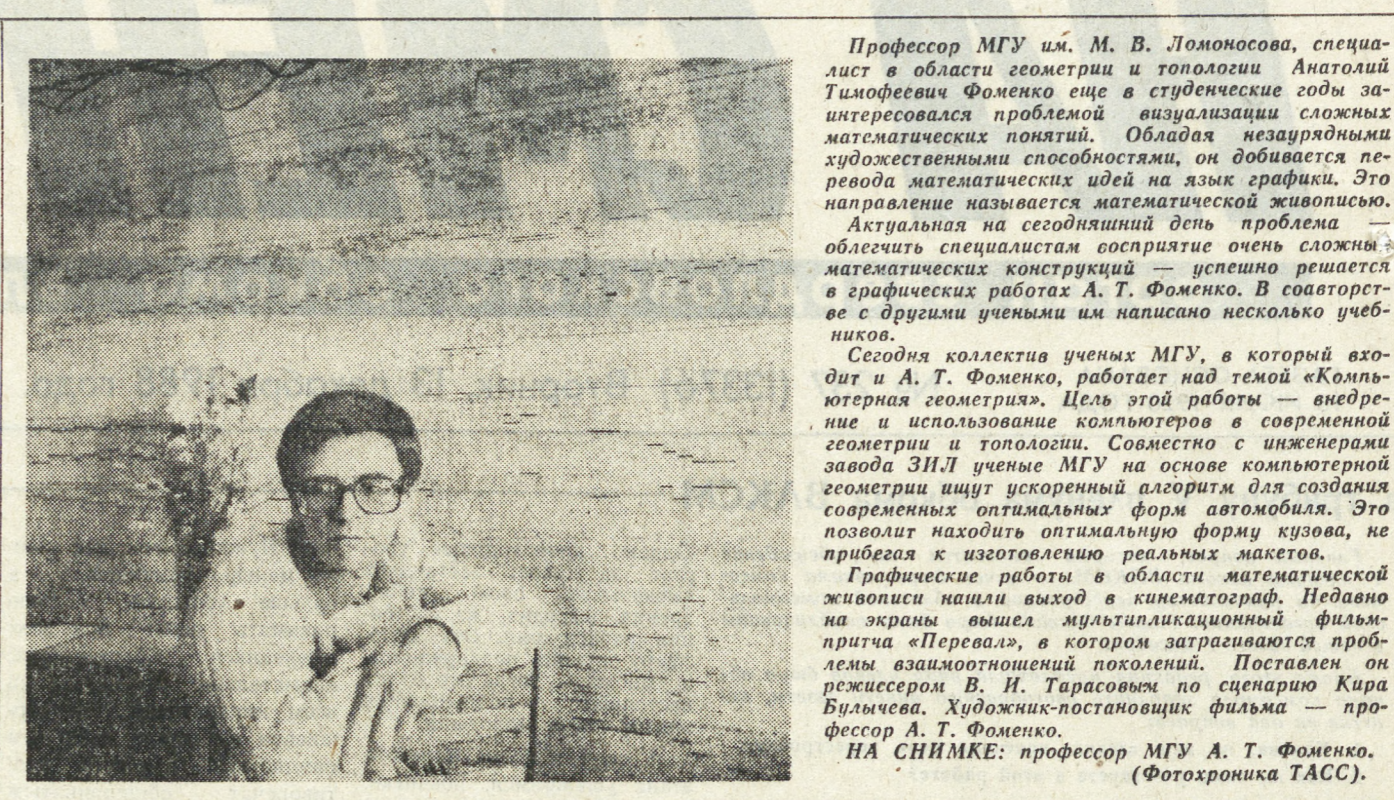 Профессор МГУ им. М. В. Ломоносова, специа-
лист в области геометрии и топологии Анатолий
Тимофеевич Фоменко еще в студенческие годы за-
интересовался проблемой визуализации сложных
математических понятий. Обладая незаурядными
художественными способностями, он добивается пе-
ревода математических идей на язык графики. Это
направление называется математической живописью.
Актуальная на сегодняшний день проблема —
облегчить специалистам восприятие очень сложных
математических конструкций — успешно решается
в графических работах А. Т. Фоменко. В соавторст-
ве с другими учеными им написано несколько учеб-
ников.
Сегодня коллектив ученых МГУ, в который вхо-
дит и А. Т. Фоменко, работает над темой «Компь-
ютерная геометрия». Цель этой работы — внедре-
ние и использование компьютеров в современной
геометрии и топологии. Совместно с инженерами
завода ЗИЛ ученые МГУ на основе компьютерной
геометрии ищут ускоренный алгоритм для создания
современных оптимальных форм автомобиля. Это
позволит находить оптимальную форму кузова, не
прибегая к изготовлению реальных макетов.
Графические работы в области математической
живописи нашли выход в кинематограф. Недавно
на экраны вышел мультипликационный фильм-
притча «Перевал», в котором затрагиваются проб-
лемы взаимоотношений поколений. Поставлен он
режиссером В. И. Тарасовым по сценарию Кира
Булычева. Художник-постановщик фильма — про-
фессор А. Т. Фоменко.
НА СНИМКЕ: профессор МГУ А. Т. Фоменко.
(Фотохроника ТАСС).